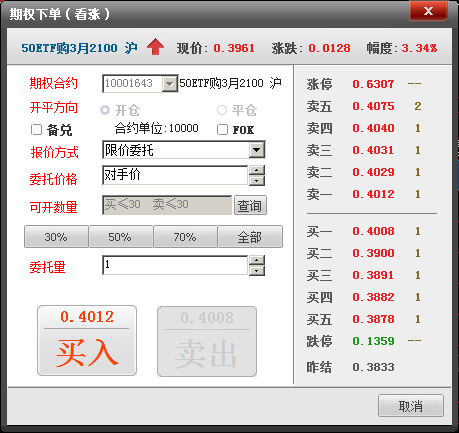 期权下单（看涨）
50ETF购3月2100 沪 现价: 0.3961 涨跌: 0.0128 幅度: 3.34%
期权合约 10001643 50ETF购3月2100 沪
开平方向 开仓 平仓
备兑 合约单位:10000 FOK
报价方式 限价委托
委托价格 对手价
可开数量 买≤30 卖≤30 查询
30% 50% 70% 全部
委托量 1
0.4012 0.4008
买入 卖出
涨停 0.6307 --
卖五 0.4075 2
卖四 0.4040 1
卖三 0.4031 1
卖二 0.4029 1
卖一 0.4012 1
买一 0.4008 1
买二 0.3900 1
买三 0.3891 1
买四 0.3882 1
买五 0.3878 1
跌停 0.1359 --
昨结 0.3833
取消